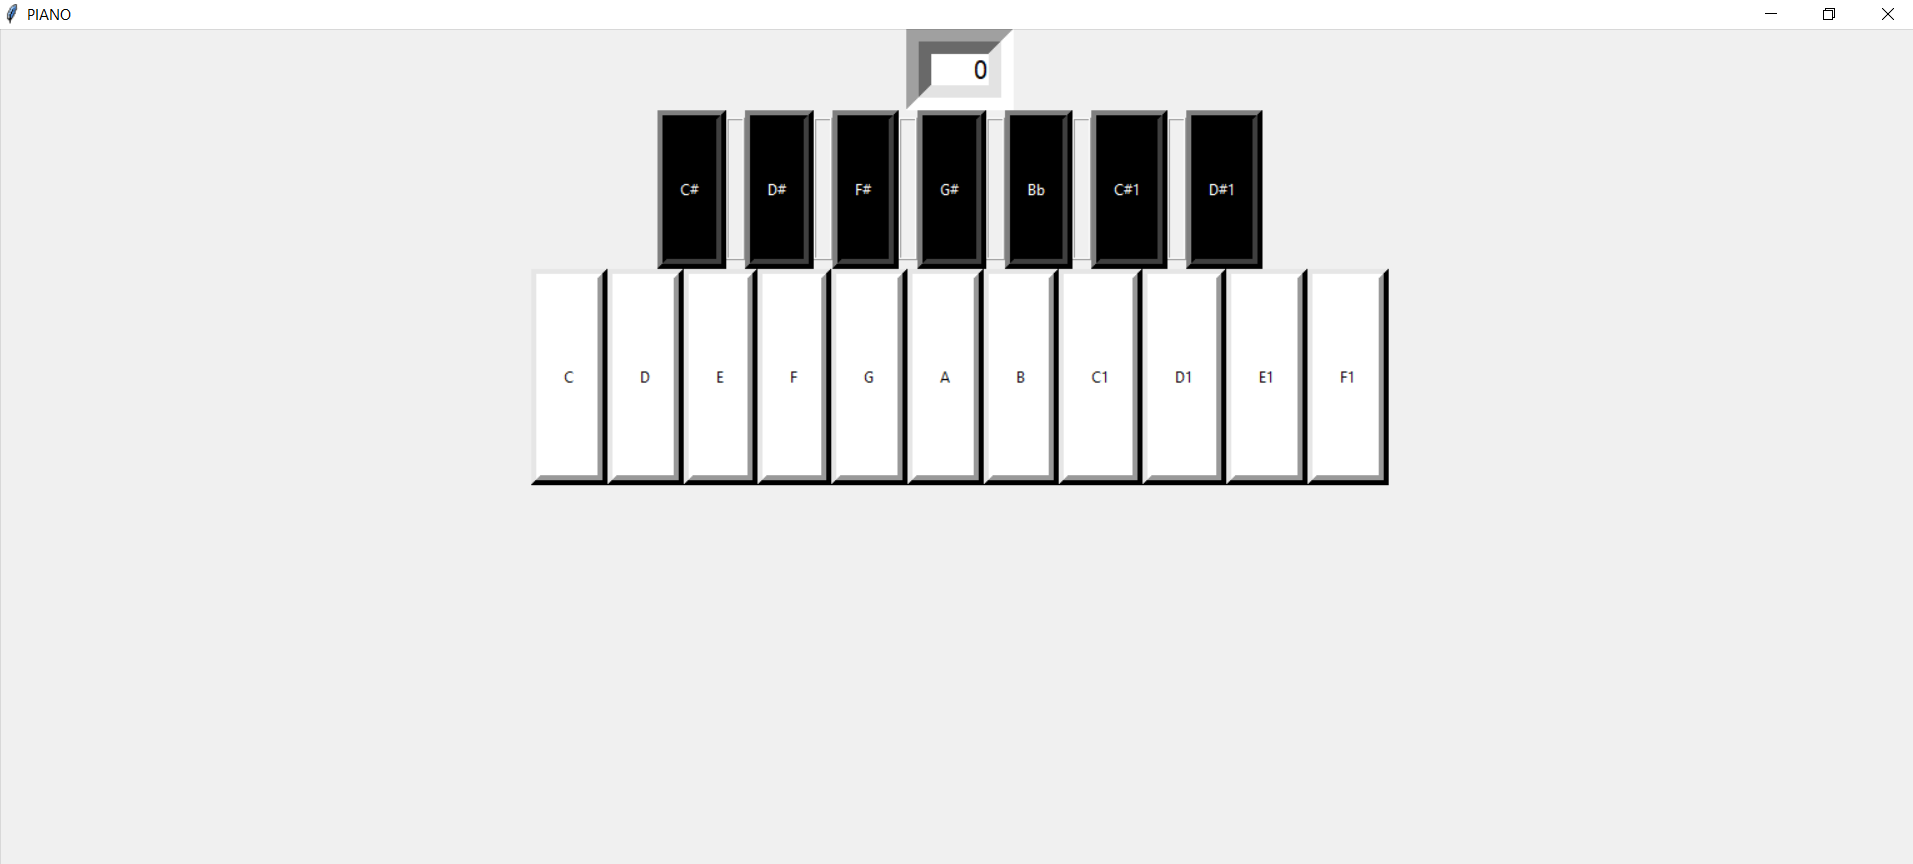 PIANO
0
C# D# F# G# Bb C#1 D#1
C D E F G A B C1 D1 E1 F1